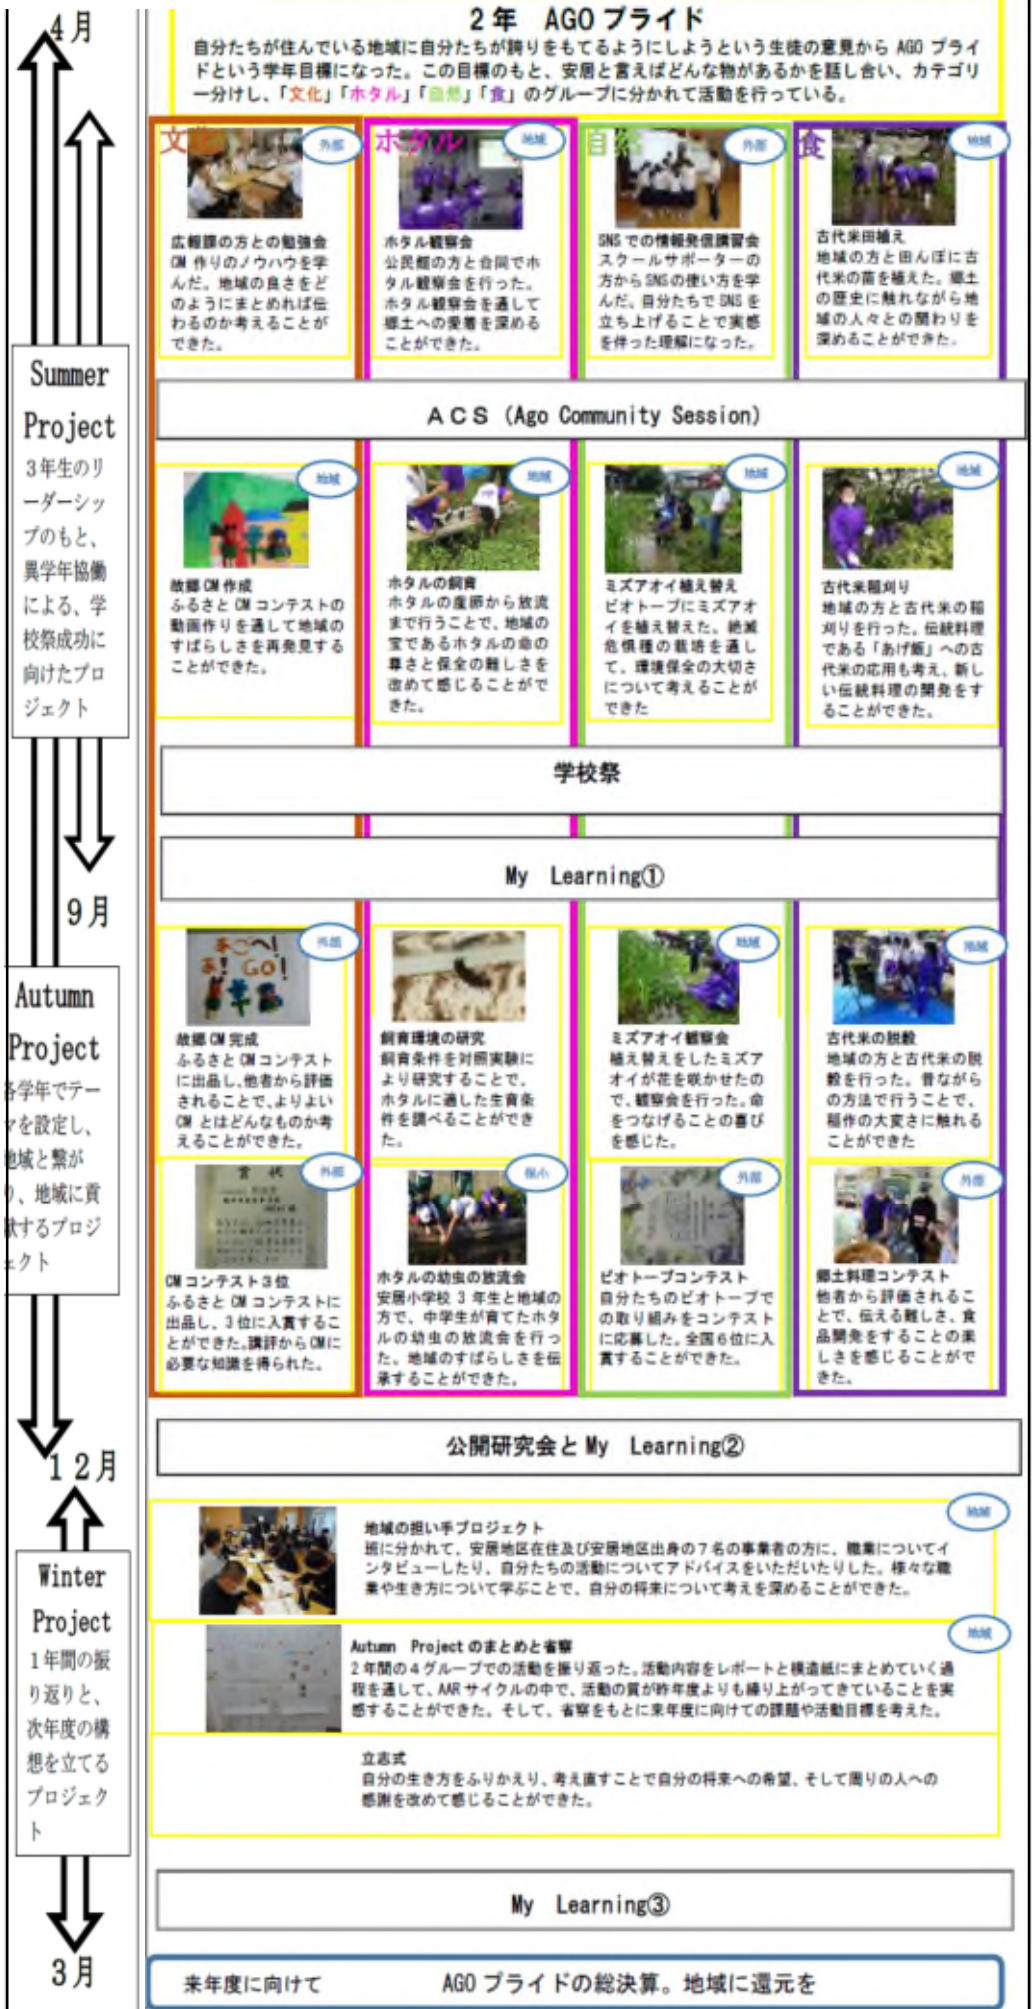 4月
2年　AGO プライド
自分たちが住んでいる地域に自分たちが誇りをもてるようにしようという生徒の意見から AGO プライ
ドという学年目標になった。この目標のもと、安居と言えばどんな物があるかを話し合い、カテゴリ
ー分けし、「文化」「ホタル」「自然」「食」のグループに分かれて活動を行っている。
文化
外部
広報課の方との勉強会
CM 作りのノウハウを学
んだ。地域の良さをど
のようにまとめれば伝
わるのか考えることが
できた。
ホタル
地域
ホタル観察会
公民館の方と合同でホ
タル観察会を行った。
ホタル観察会を通して
郷土への愛着を深める
ことができた。
自然
外部
SNS での情報発信講習会
スクールサポーターの
方から SNS の使い方を学
んだ。自分たちで SNS を
立ち上げることで実感
を伴った理解になった。
食
地域
古代米田植え
地域の方と田んぼに古
代米の苗を植えた。郷土
の歴史に触れながら地
域の人々との関わりを
深めることができた。
Summer
Project
3年生のリ
ーダーシッ
プのもと、
異学年協働
による、学
校祭成功に
向けたプロ
ジェクト
ACS (Ago Community Session)
地域
故郷 CM 作成
ふるさと CM コンテストの
動画作りを通して地域の
すばらしさを再発見する
ことができた。
地域
ホタルの飼育
ホタルの産卵から放流
まで行うことで、地域の
宝であるホタルの命の
尊さと保全の難しさを
改めて感じることがで
きた。
地域
ミズアオイ植え替え
ビオトープにミズアオ
イを植え替えた。絶滅
危惧種の栽培を通し
て、環境保全の大切さ
について考えることが
できた
地域
古代米稲刈り
地域の方と古代米の稲
刈りを行った。伝統料理
である「あげ飯」への古
代米の応用も考え、新し
い伝統料理の開発をす
ることができた。
学校祭
My　Learning①
9月
Autumn
Project
各学年でテー
マを設定し、
地域と繋が
り、地域に貢
献するプロジ
ェクト
外部
あごへ!
あ! GO!
故郷 CM 完成
ふるさと CM コンテスト
に出品し、他者から評価
されることで、よりよい
CM とはどんなものか考
えることができた。
飼育環境の研究
飼育条件を対照実験に
より研究することで、
ホタルに適した生育条
件を調べることができ
た。
地域
ミズアオイ観察会
植え替えをしたミズア
オイが花を咲かせたの
で、観察会を行った。命
をつなげることの喜び
を感じた。
地域
古代米の脱穀
地域の方と古代米の脱
穀を行った。昔ながら
の方法で行うことで、
稲作の大変さに触れる
ことができた
賞状
外部
CM コンテスト3位
ふるさと CM コンテストに
出品し、3位に入賞するこ
とができた。講評から CM に
必要な知識を得られた。
保小
ホタルの幼虫の放流会
安居小学校 3 年生と地域の
方で、中学生が育てたホタ
ルの幼虫の放流会を行っ
た。地域のすばらしさを伝
承することができた。
外部
ビオトープコンテスト
自分たちのビオトープで
の取り組みをコンテスト
に応募した。全国6位に入
賞することができた。
外部
郷土料理コンテスト
他者から評価されるこ
とで、伝える難しさ、食
品開発をすることの楽
しさを感じることがで
きた。
12月
公開研究会と My　Learning②
Winter
Project
1年間の振
り返りと、
次年度の構
想を立てる
プロジェク
ト
地域
地域の担い手プロジェクト
班に分かれて、安居地区在住及び安居地区出身の7名の事業者の方に、職業についてイ
ンタビューしたり、自分たちの活動についてアドバイスをいただいたりした。様々な職
業や生き方について学ぶことで、自分の将来について考えを深めることができた。
地域
Autumn　Project のまとめと省察
2年間の4グループでの活動を振り返った。活動内容をレポートと模造紙にまとめていく過
程を通して、AAR サイクルの中で、活動の質が昨年度よりも繰り上がってきていることを実
感することができた。そして、省察をもとに来年度に向けての課題や活動目標を考えた。
立志式
自分の生き方をふりかえり、考え直すことで自分の将来への希望、そして周りの人への
感謝を改めて感じることができた。
My　Learning③
3月
来年度に向けて　AGO プライドの総決算。地域に還元を